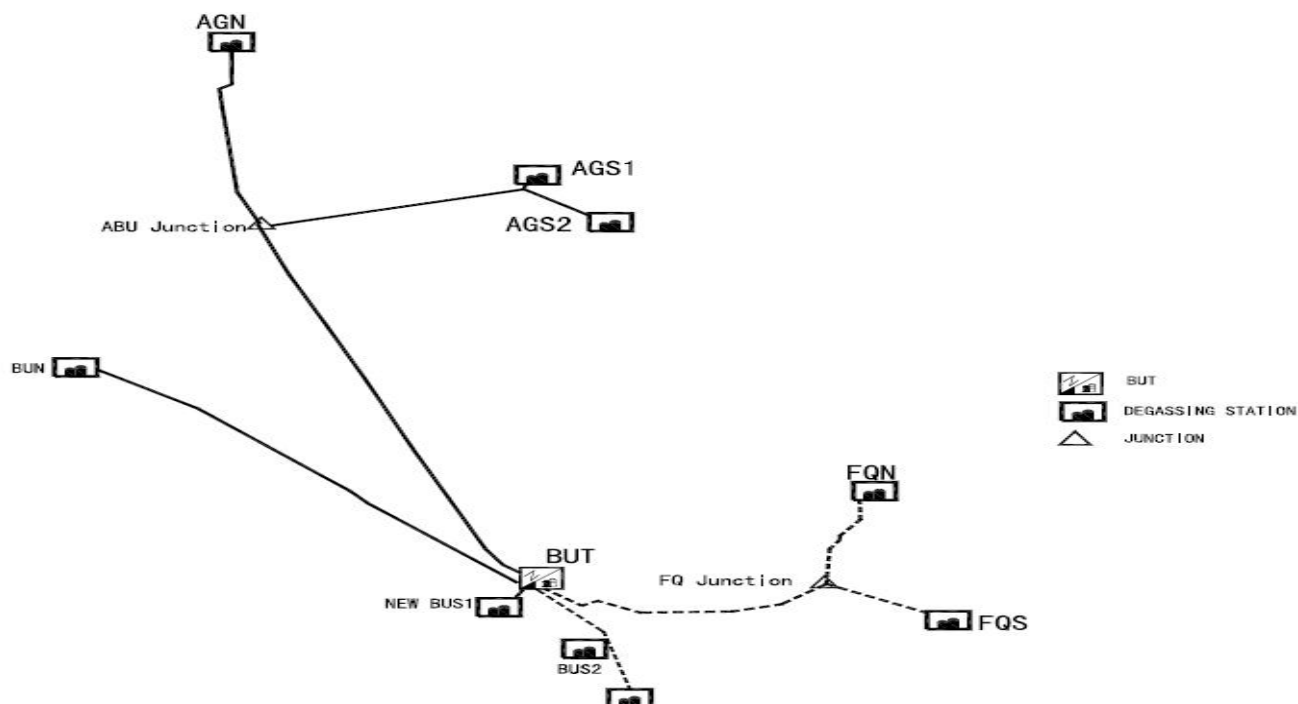 AGN
AGS1
AGS2
ABU Junction
BUN
BUT
DEGASSING STATION
JUNCTION
FQN
BUT
FQ Junction
NEW BUS1
FQS
BUS2